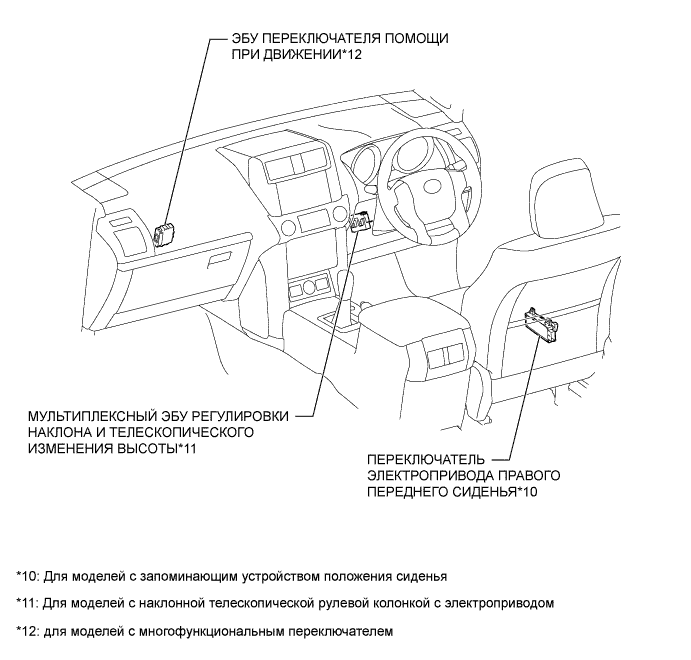 ЭБУ ПЕРЕКЛЮЧАТЕЛЯ ПОМОЩИ
ПРИ ДВИЖЕНИИ*12
МУЛЬТИПЛЕКСНЫЙ ЭБУ РЕГУЛИРОВКИ
НАКЛОНА И ТЕЛЕСКОПИЧЕСКОГО
ИЗМЕНЕНИЯ ВЫСОТЫ*11
ПЕРЕКЛЮЧАТЕЛЬ
ЭЛЕКТРОПРИВОДА ПРАВОГО
ПЕРЕДНЕГО СИДЕНЬЯ*10
*10: Для моделей с запоминающим устройством положения сиденья
*11: Для моделей с наклонной телескопической рулевой колонкой с электроприводом
*12: для моделей с многофункциональным переключателем